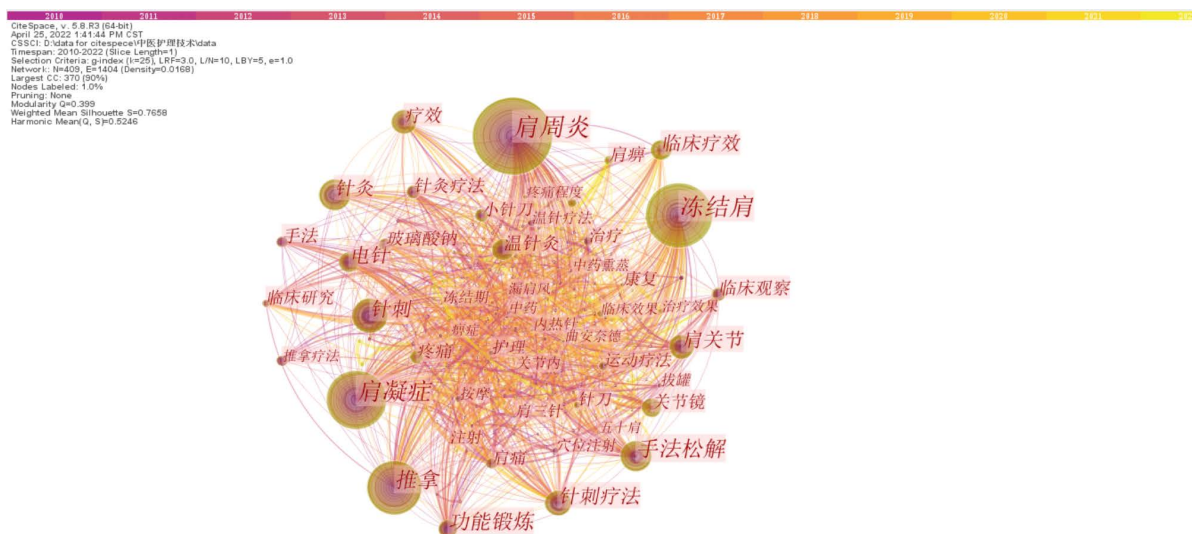 2010 2011 2012 2013 2014 2015 2016 2017 2018 2019 2020 2021
CiteSpace, v. 5.8.R3 (64-bit)
April 25, 2022 1:41:44 PM CST
CSSCI: D:\data for citespece\中医护理技术\data
Timespan: 2010-2022 (Slice Length=1)
Selection Criteria: g-index (k=25), LRF=3.0, L/N=10, LBY=5, e=1.0
Network: N=409, E=1404 (Density=0.0168)
Largest CC: 370 (90%)
Nodes Labeled: 1.0%
Pruning: None
Modularity Q=0.399
Weighted Mean Silhouette S=0.7658
Harmonic Mean(Q, S)=0.5246
疗效
肩周炎
临床疗效
肩痹
针灸
针灸疗法
疼痛程度
小针刀
温针疗法
冻结肩
手法
玻璃酸钠
温针灸
治疗
电针
中药熏蒸
康复
漏肩风
临床观察
临床研究
冻结期
针刺
中药
临床效果
治疗效果
内热针
曲安奈德
肩关节
推拿疗法
疼痛
护理
关节内
运动疗法
拔罐
肩凝症
按摩
针刀
关节镜
肩三针
五十肩
注射
穴位注射
手法松解
肩痛
推拿
针刺疗法
功能锻炼